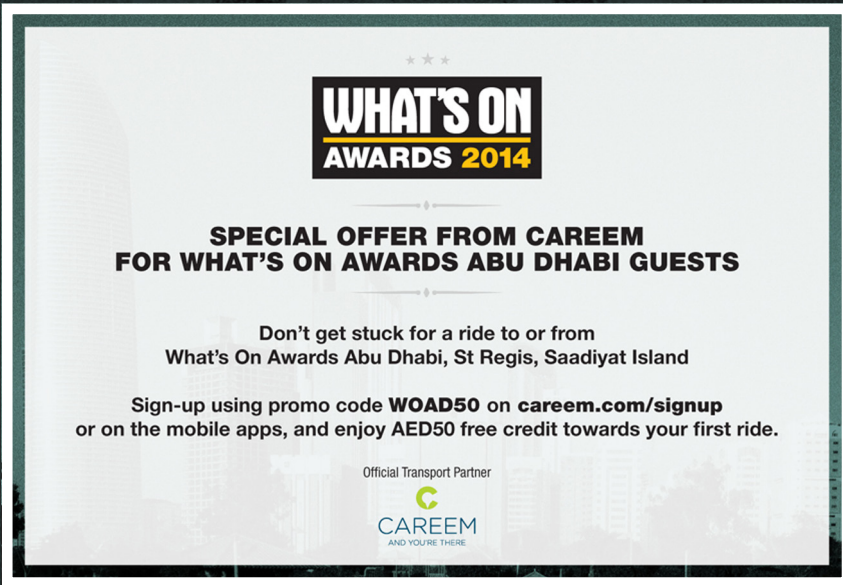 WHAT'S ON
AWARDS 2014
SPECIAL OFFER FROM CAREEM
FOR WHAT'S ON AWARDS ABU DHABI GUESTS
Don't get stuck for a ride to or from
What's On Awards Abu Dhabi, St Regis, Saadiyat Island
Sign-up using promo code WOAD50 on careem.com/signup
or on the mobile apps, and enjoy AED50 free credit towards your first ride.
Official Transport Partner
CAREEM
AND YOU'RE THERE